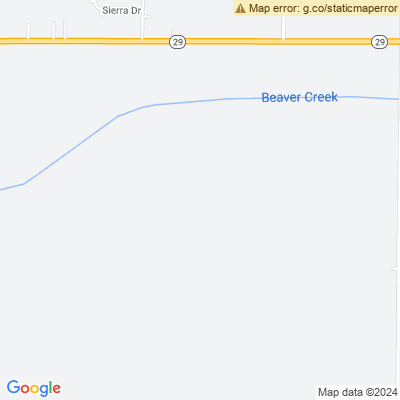 Sierra Dr
Map error: g.co/staticmaperror
29
29
Beaver Creek
Google
Map data ©2024